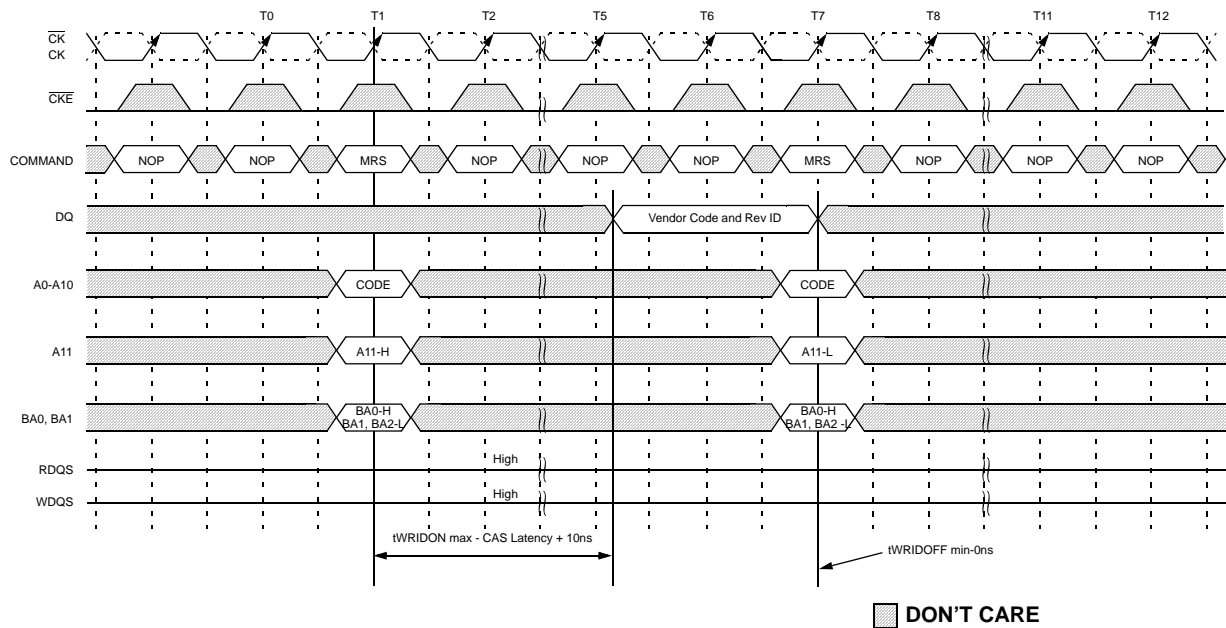 T0 T1 T2 T5 T6 T7 T8 T11 T12
CK
CK
CKE
COMMAND NOP NOP MRS NOP NOP NOP MRS NOP NOP NOP
DQ Vendor Code and Rev ID
A0-A10 CODE CODE
A11 A11-H A11-L
BA0, BA1 BA0-H BA1, BA2-L BA0-H BA1, BA2 -L
RDQS High
WDQS High
tWRIDON max - CAS Latency + 10ns
tWRIDOFF min-0ns
DON'T CARE